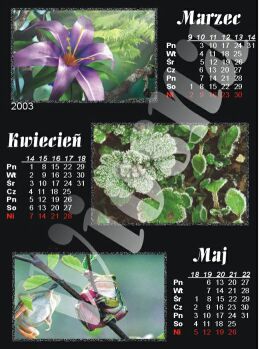 Marzec
9 10 11 12 13 14
Pn 3 10 17 24 31
Wt 4 11 18 25
Śr 5 12 19 26
Cz 6 13 20 27
Pn 7 14 21 28
So 1 8 15 22 29
Ni 2 9 16 23 30
2003
Kwiecień
14 15 16 17 18
Pn 1 8 15 22 29
Wt 2 9 16 23 30
Śr 3 10 17 24
Cz 4 11 18 25
Pn 5 12 19 26
So 6 13 20 27
Ni 7 14 21 28
Maj
18 19 20 21 22
Pn 6 13 20 27
Wt 7 14 21 28
Śr 1 8 15 22 29
Cz 2 9 16 23 30
Pn 3 10 17 24 31
So 4 11 18 25
Ni 5 12 19 26